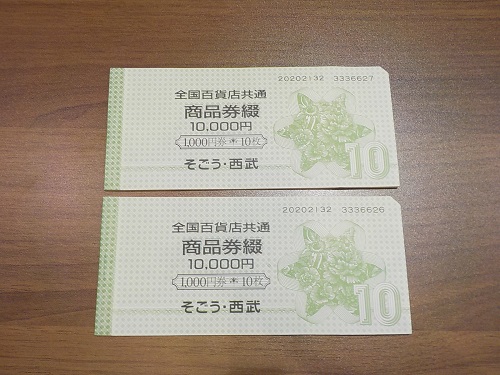 20202132 3336627
全国百貨店共通
商品券綴
10,000円
1,000円券＊10枚
そごう・西武
10
20202132 3336626
全国百貨店共通
商品券綴
10,000円
1,000円券＊10枚
そごう・西武
10